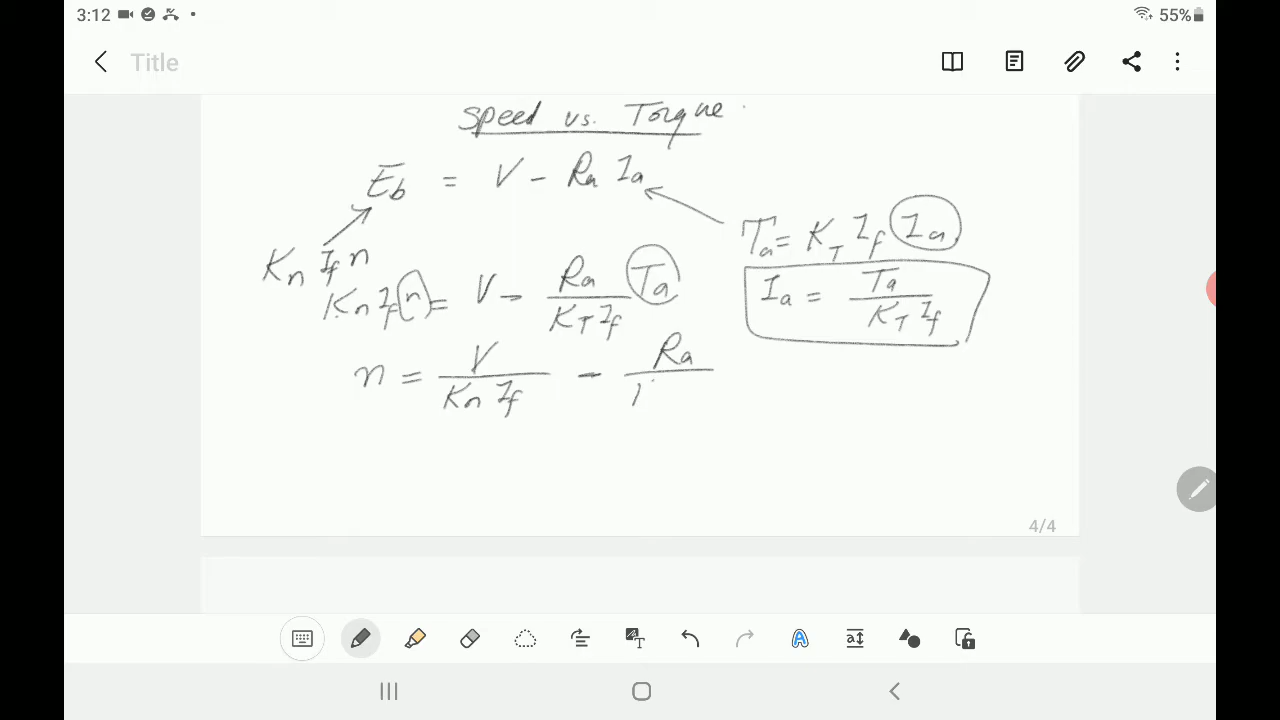 3:12
55%
Title
Speed vs. Torque
Eb = V - Ra Ia
Kn If n
Ta = KT If Ia
Kn If n = V - Ra/(KT If) Ta
Ia = Ta/(KT If)
n = V/(Kn If) - Ra/
4/4